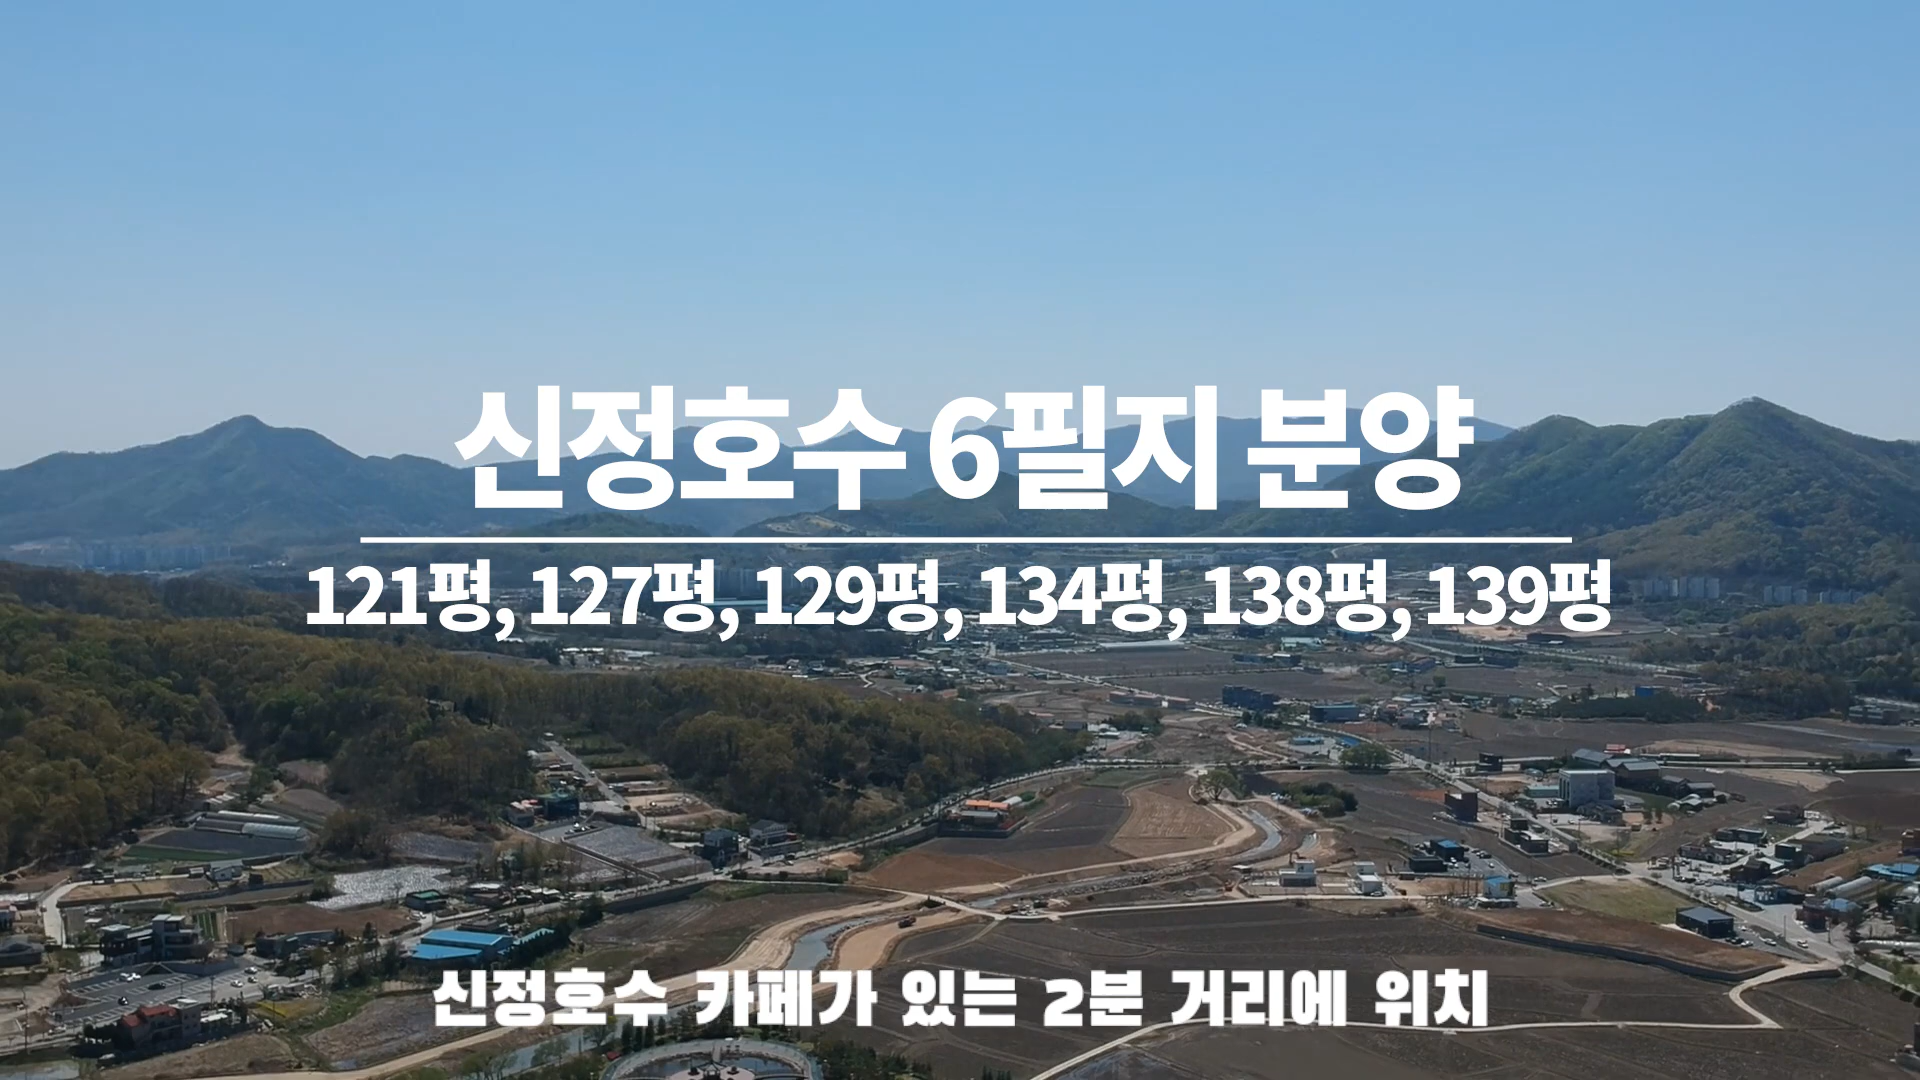 신정호수 6필지 분양
121평, 127평, 129평, 134평, 138평, 139평
신정호수 카페가 있는 2분 거리에 위치